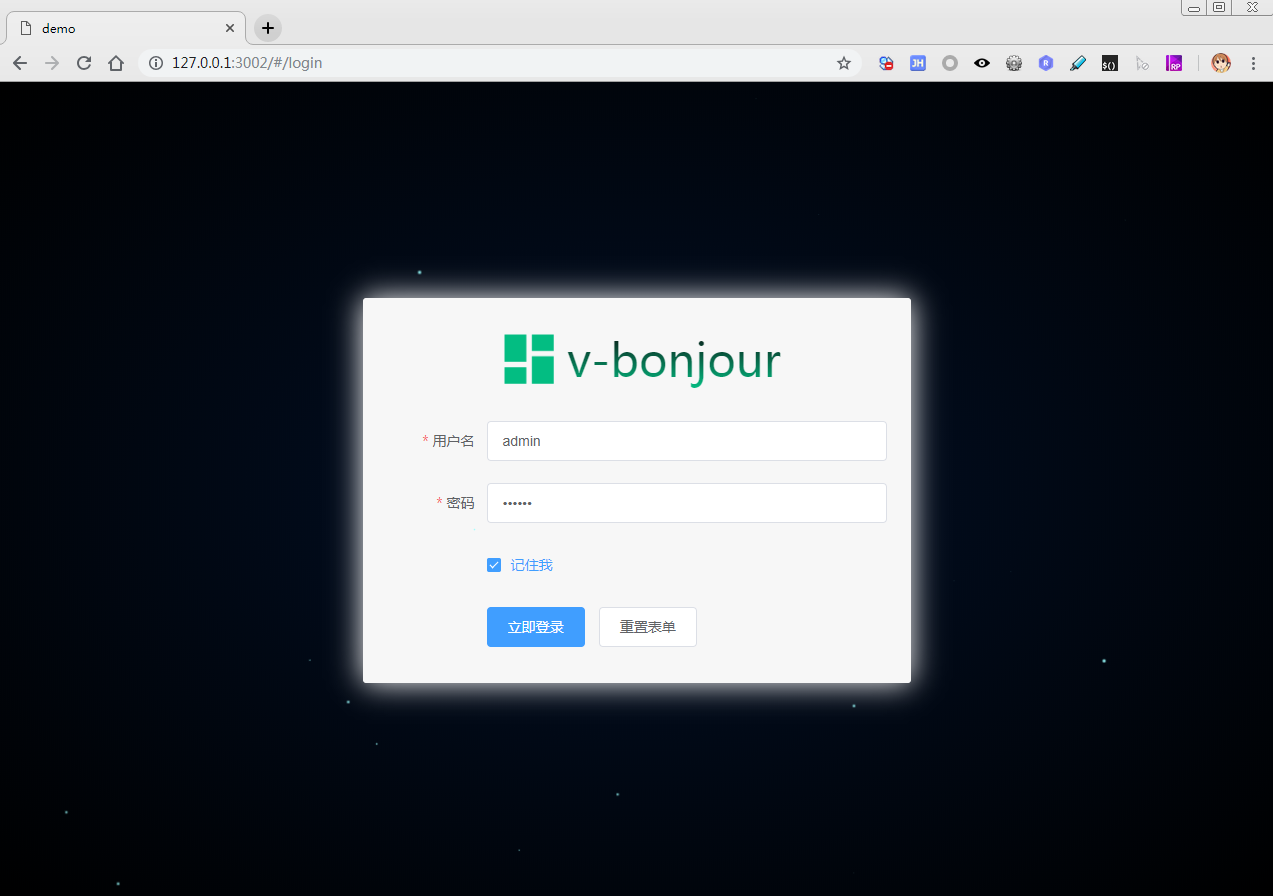 demo
127.0.0.1:3002/#/login
JH
R
$()
RP
v-bonjour
* 用户名
admin
* 密码
••••••
记住我
立即登录
重置表单